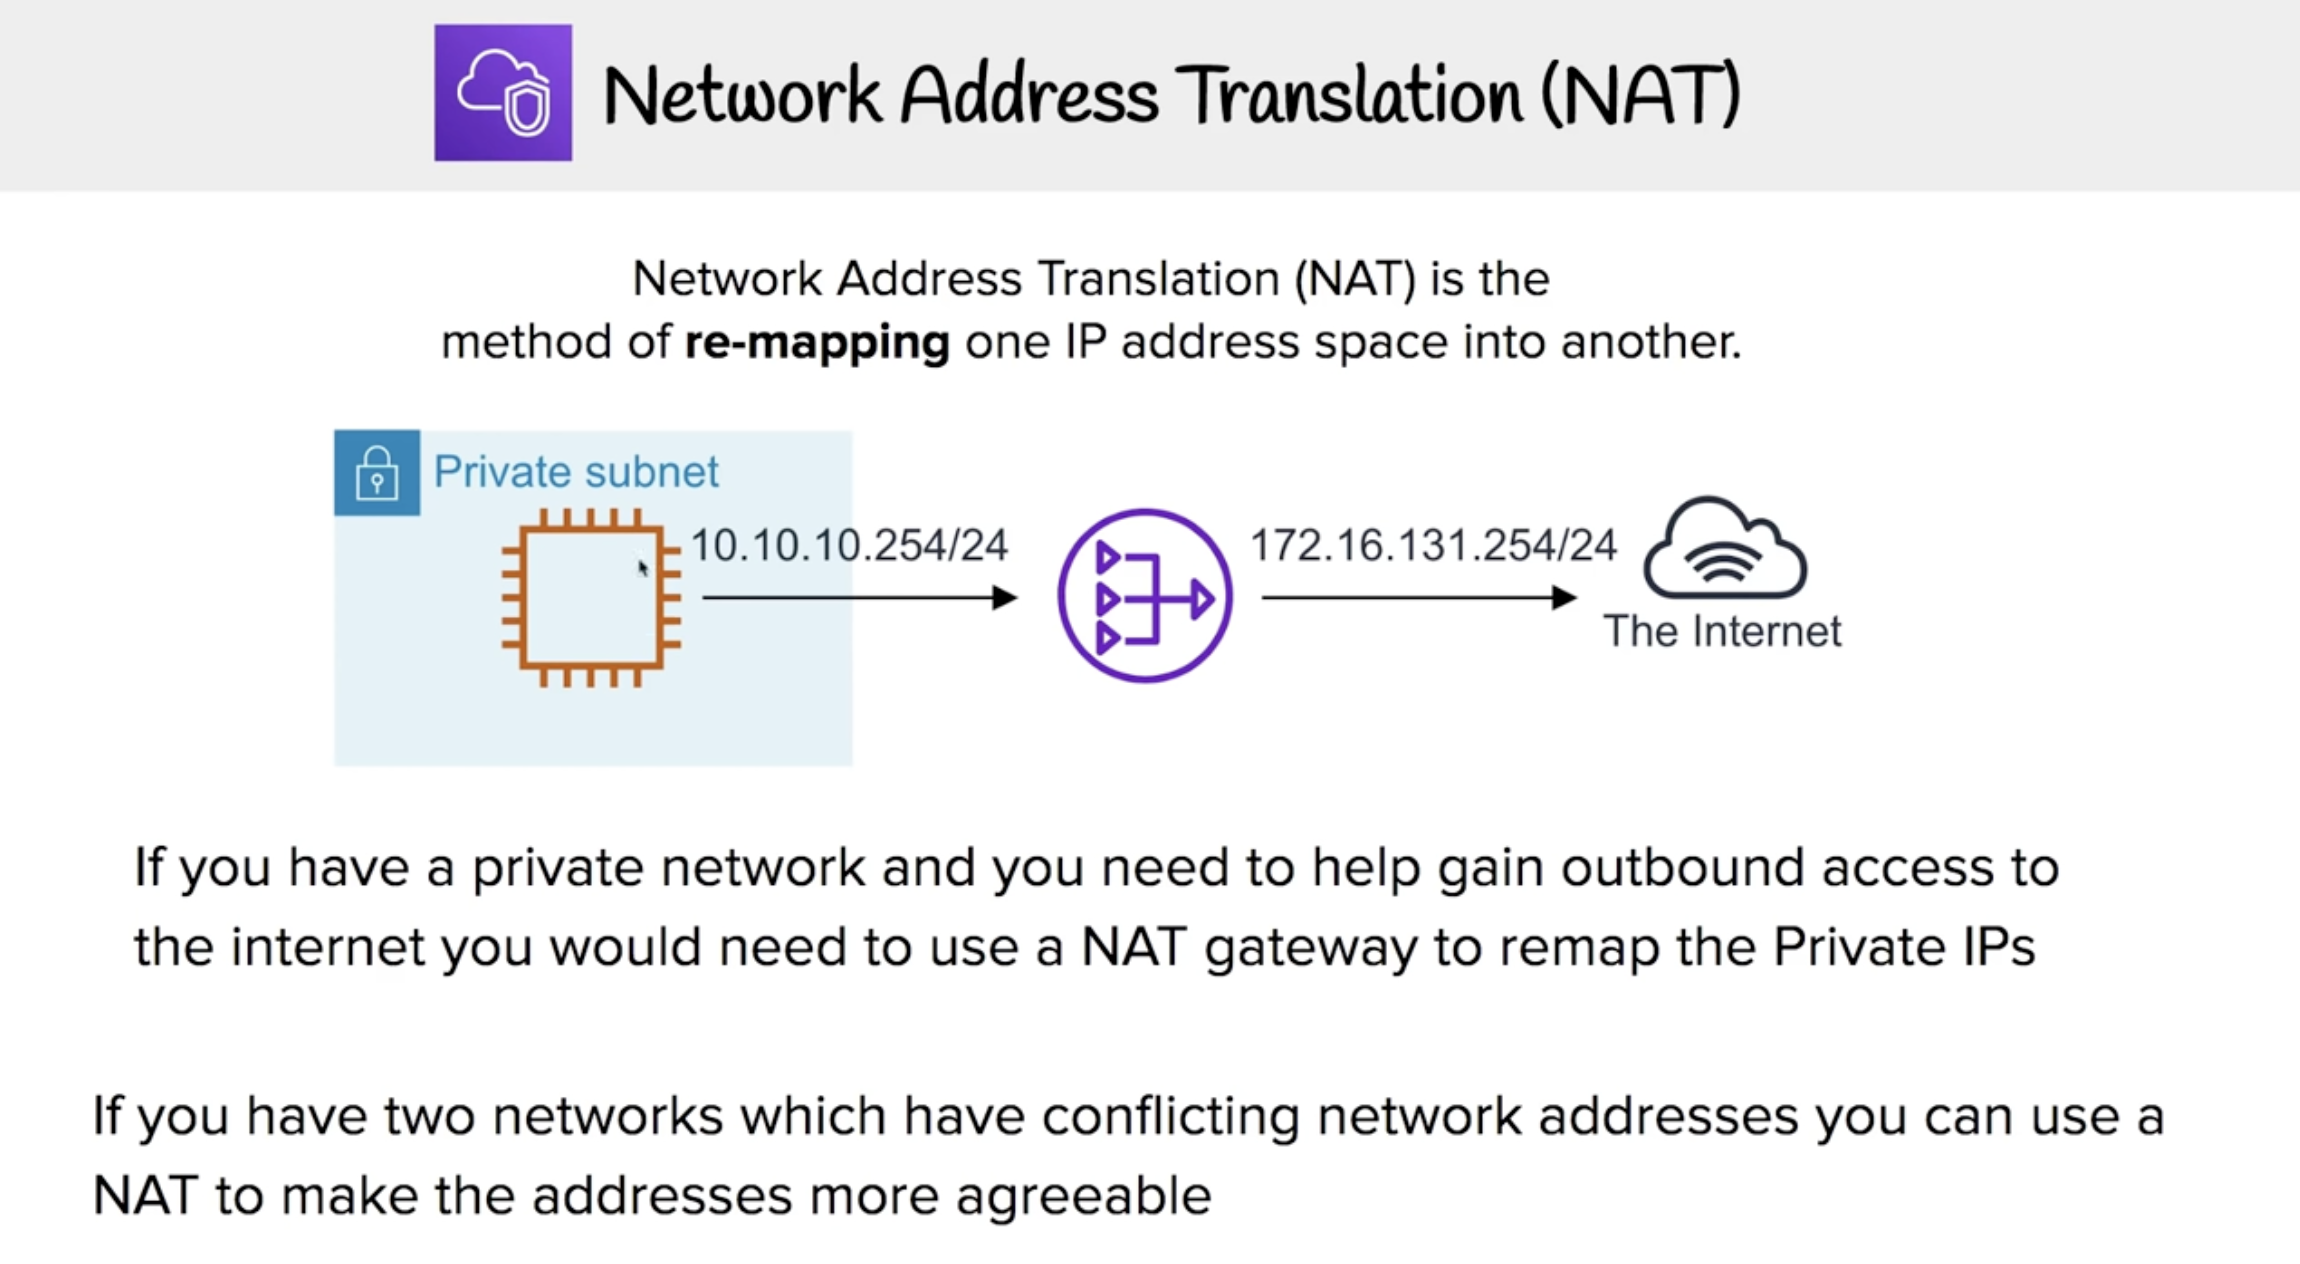 Network Address Translation (NAT)
Network Address Translation (NAT) is the
method of re-mapping one IP address space into another.
Private subnet
10.10.10.254/24
172.16.131.254/24
The Internet
If you have a private network and you need to help gain outbound access to
the internet you would need to use a NAT gateway to remap the Private IPs
If you have two networks which have conflicting network addresses you can use a
NAT to make the addresses more agreeable